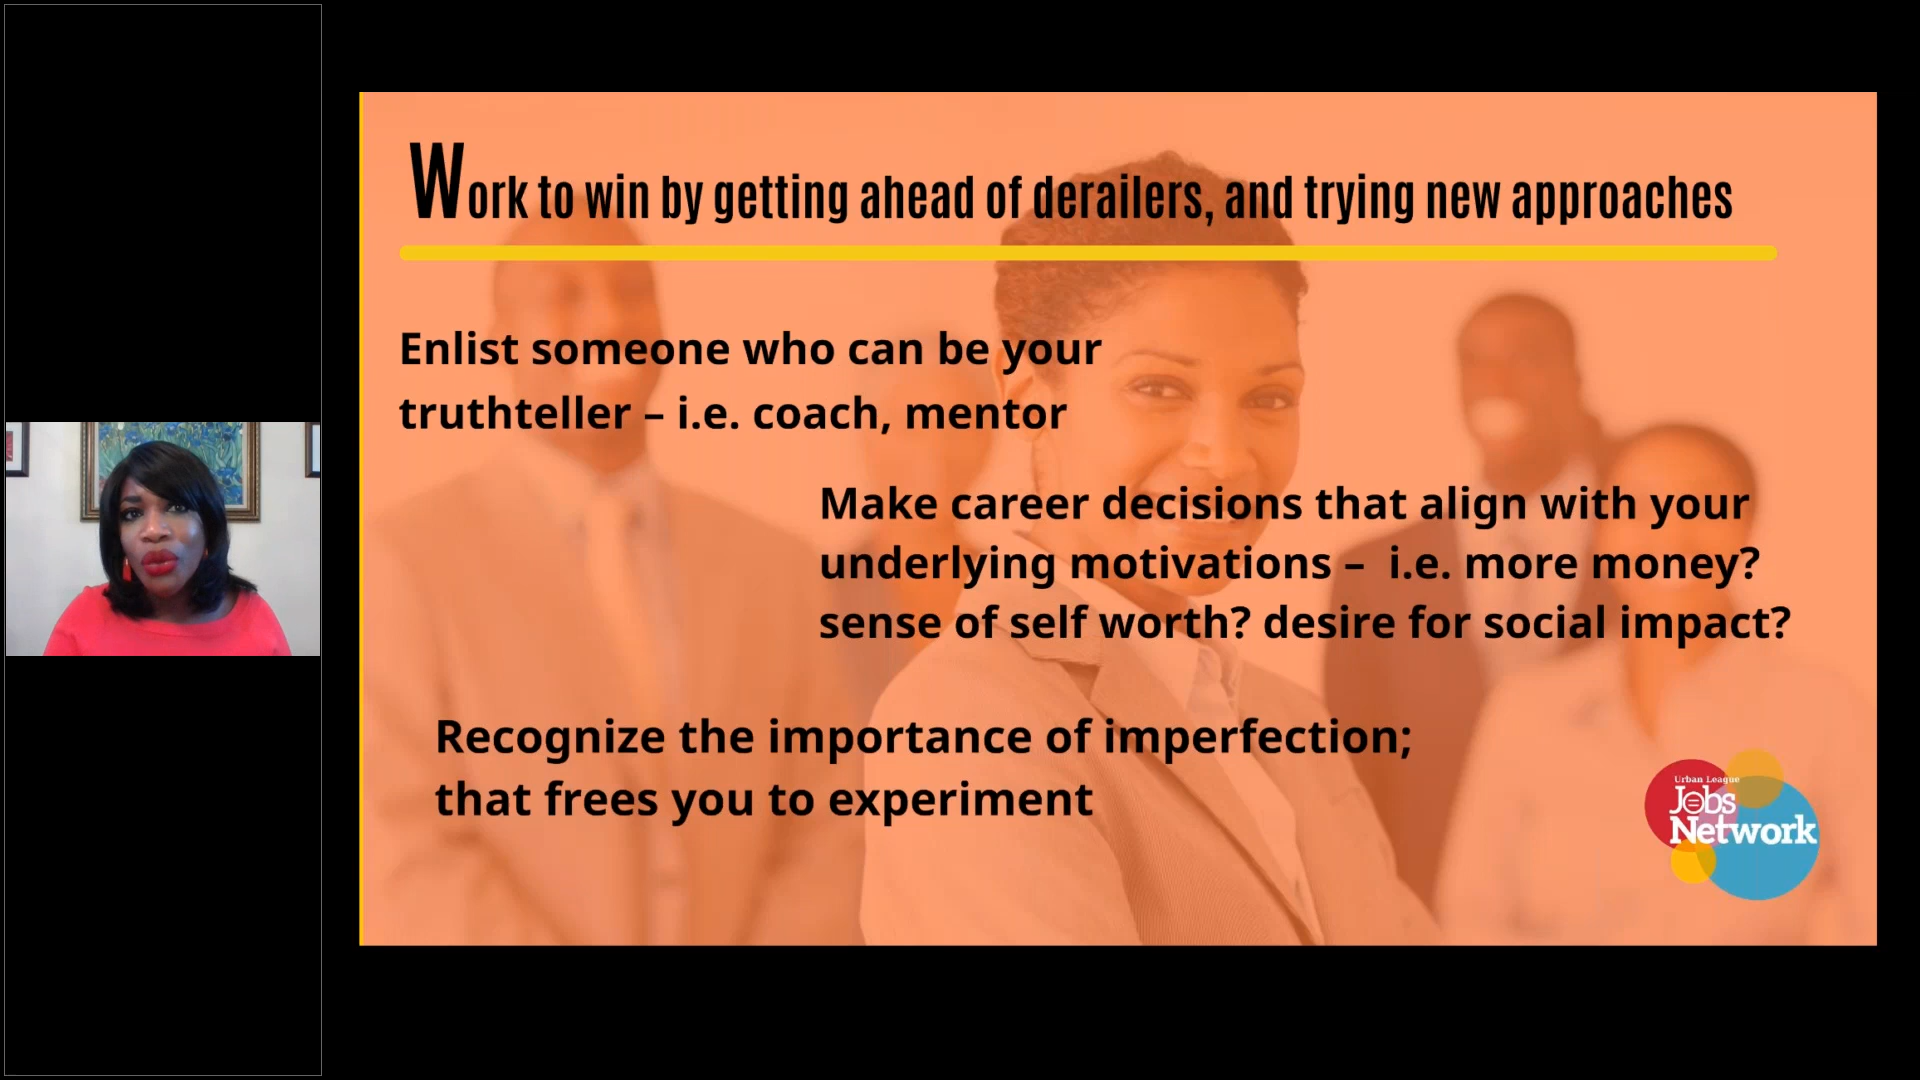 Work to win by getting ahead of derailers, and trying new approaches
Enlist someone who can be your
truthteller – i.e. coach, mentor
Make career decisions that align with your
underlying motivations –  i.e. more money?
sense of self worth? desire for social impact?
Recognize the importance of imperfection;
that frees you to experiment
Urban League
Jobs
Network